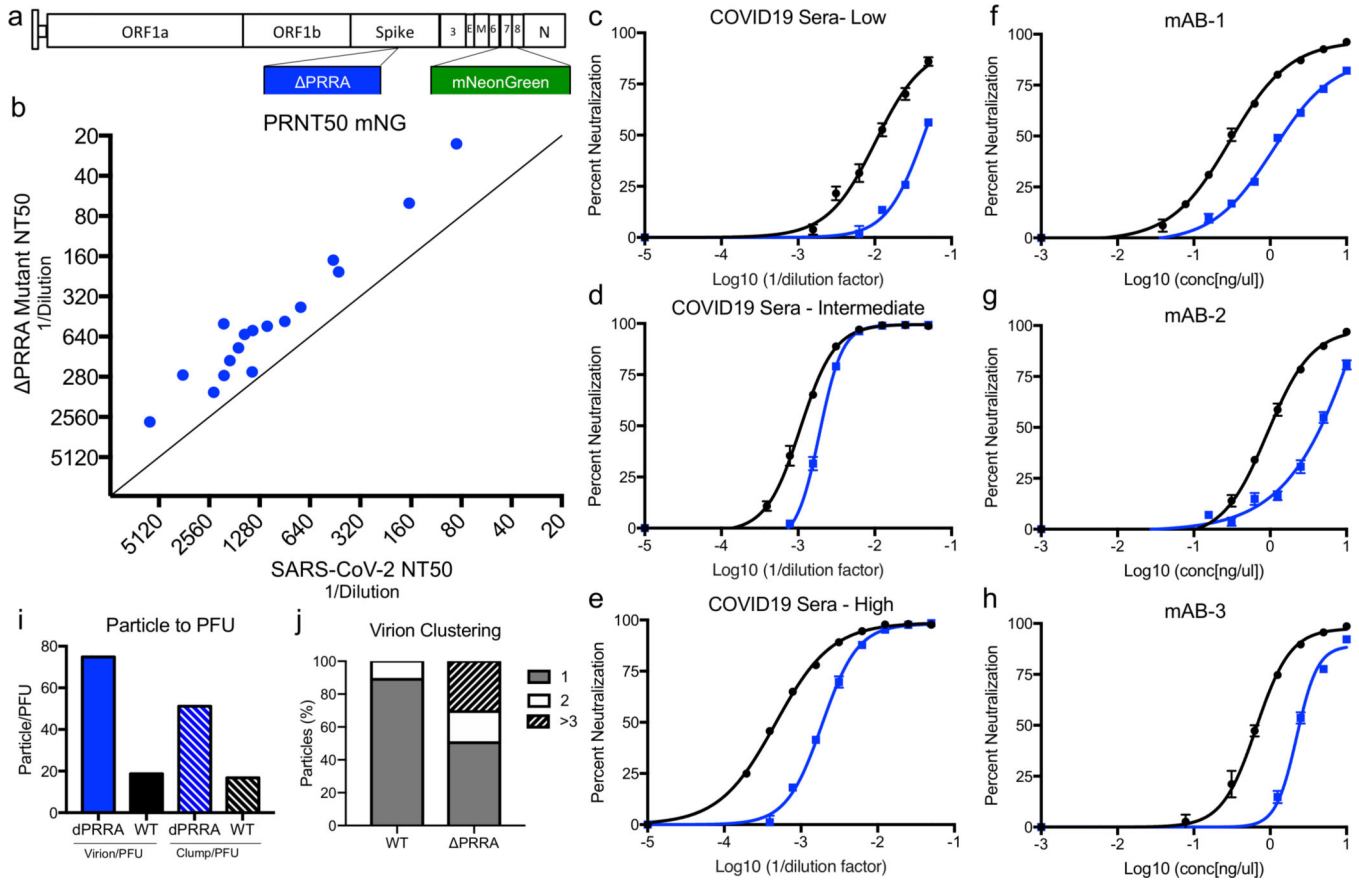 a
ORF1a
ORF1b
Spike
3
E
M
6
7
8
N
ΔPRRA
mNeonGreen
b
PRNT50 mNG
ΔPRRA Mutant NT50
1/Dilution
20
40
80
160
320
640
280
2560
5120
5120
2560
1280
640
320
160
80
40
20
SARS-CoV-2 NT50
1/Dilution
c
COVID19 Sera- Low
Percent Neutralization
100
75
50
25
0
-5
-4
-3
-2
-1
Log10 (1/dilution factor)
d
COVID19 Sera - Intermediate
Percent Neutralization
100
75
50
25
0
-5
-4
-3
-2
-1
Log10 (1/dilution factor)
e
COVID19 Sera - High
Percent Neutralization
100
75
50
25
0
-5
-4
-3
-2
-1
Log10 (1/dilution factor)
f
mAB-1
Percent Neutralization
100
75
50
25
0
-3
-2
-1
0
1
Log10 (conc[ng/ul])
g
mAB-2
Percent Neutralization
100
75
50
25
0
-3
-2
-1
0
1
Log10 (conc[ng/ul])
h
mAB-3
Percent Neutralization
100
75
50
25
0
-3
-2
-1
0
1
Log10 (conc[ng/ul])
i
Particle to PFU
Particle/PFU
80
60
40
20
0
dPRRA
WT
dPRRA
WT
Virion/PFU
Clump/PFU
j
Virion Clustering
Particles (%)
100
80
60
40
20
0
WT
ΔPRRA
1
2
>3